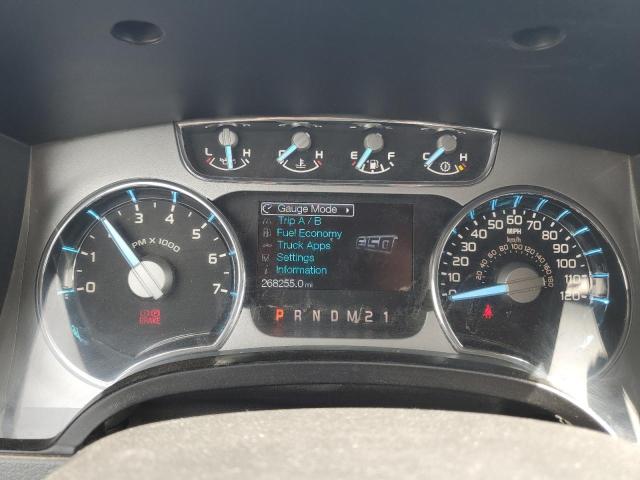 L H
C H
E F
C H
Gauge Mode
Trip A / B
Fuel Economy
Truck Apps
Settings
Information
268255.0 mi
P R N D M 2 1
0 1 2 3 4 5 6 7
RPM X 1000
BRAKE
0 10 20 30 40 50 60 70 80 90 100 110 120
MPH
km/h